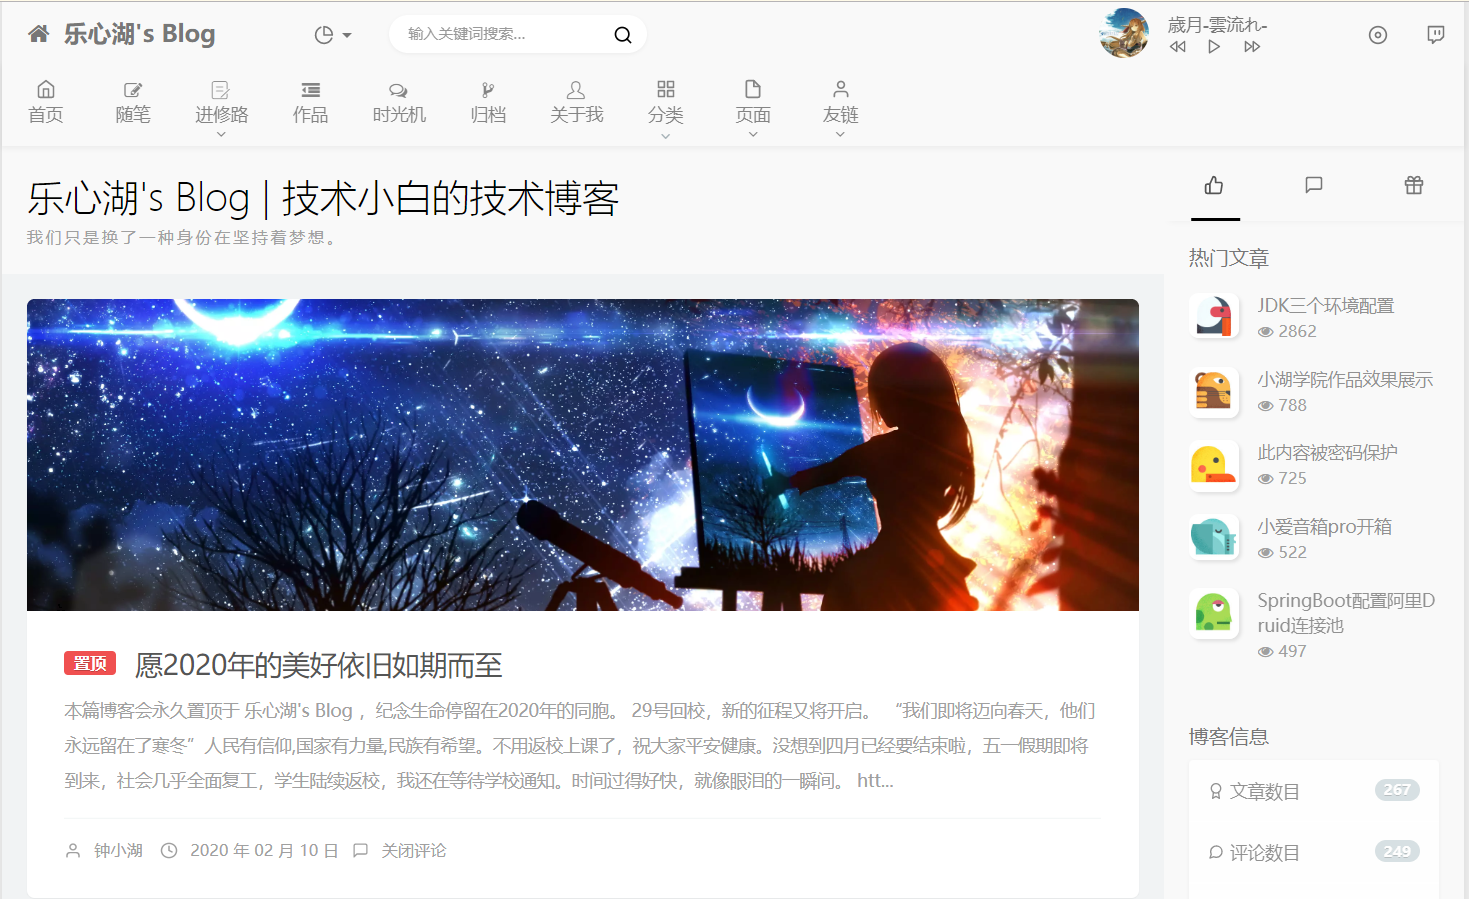 乐心湖's Blog
输入关键词搜索...
歳月-雲流れ-
首页
随笔
进修路
作品
时光机
归档
关于我
分类
页面
友链
乐心湖's Blog | 技术小白的技术博客
我们只是换了一种身份在坚持着梦想。
置顶 愿2020年的美好依旧如期而至
本篇博客会永久置顶于 乐心湖's Blog ，纪念生命停留在2020年的同胞。 29号回校，新的征程又将开启。 “我们即将迈向春天，他们
永远留在了寒冬”人民有信仰,国家有力量,民族有希望。不用返校上课了，祝大家平安健康。没想到四月已经要结束啦，五一假期即将
到来，社会几乎全面复工，学生陆续返校，我还在等待学校通知。时间过得好快，就像眼泪的一瞬间。 htt...
钟小湖 2020 年 02 月 10 日 关闭评论
热门文章
JDK三个环境配置
2862
小湖学院作品效果展示
788
此内容被密码保护
725
小爱音箱pro开箱
522
SpringBoot配置阿里D
ruid连接池
497
博客信息
文章数目 267
评论数目 249